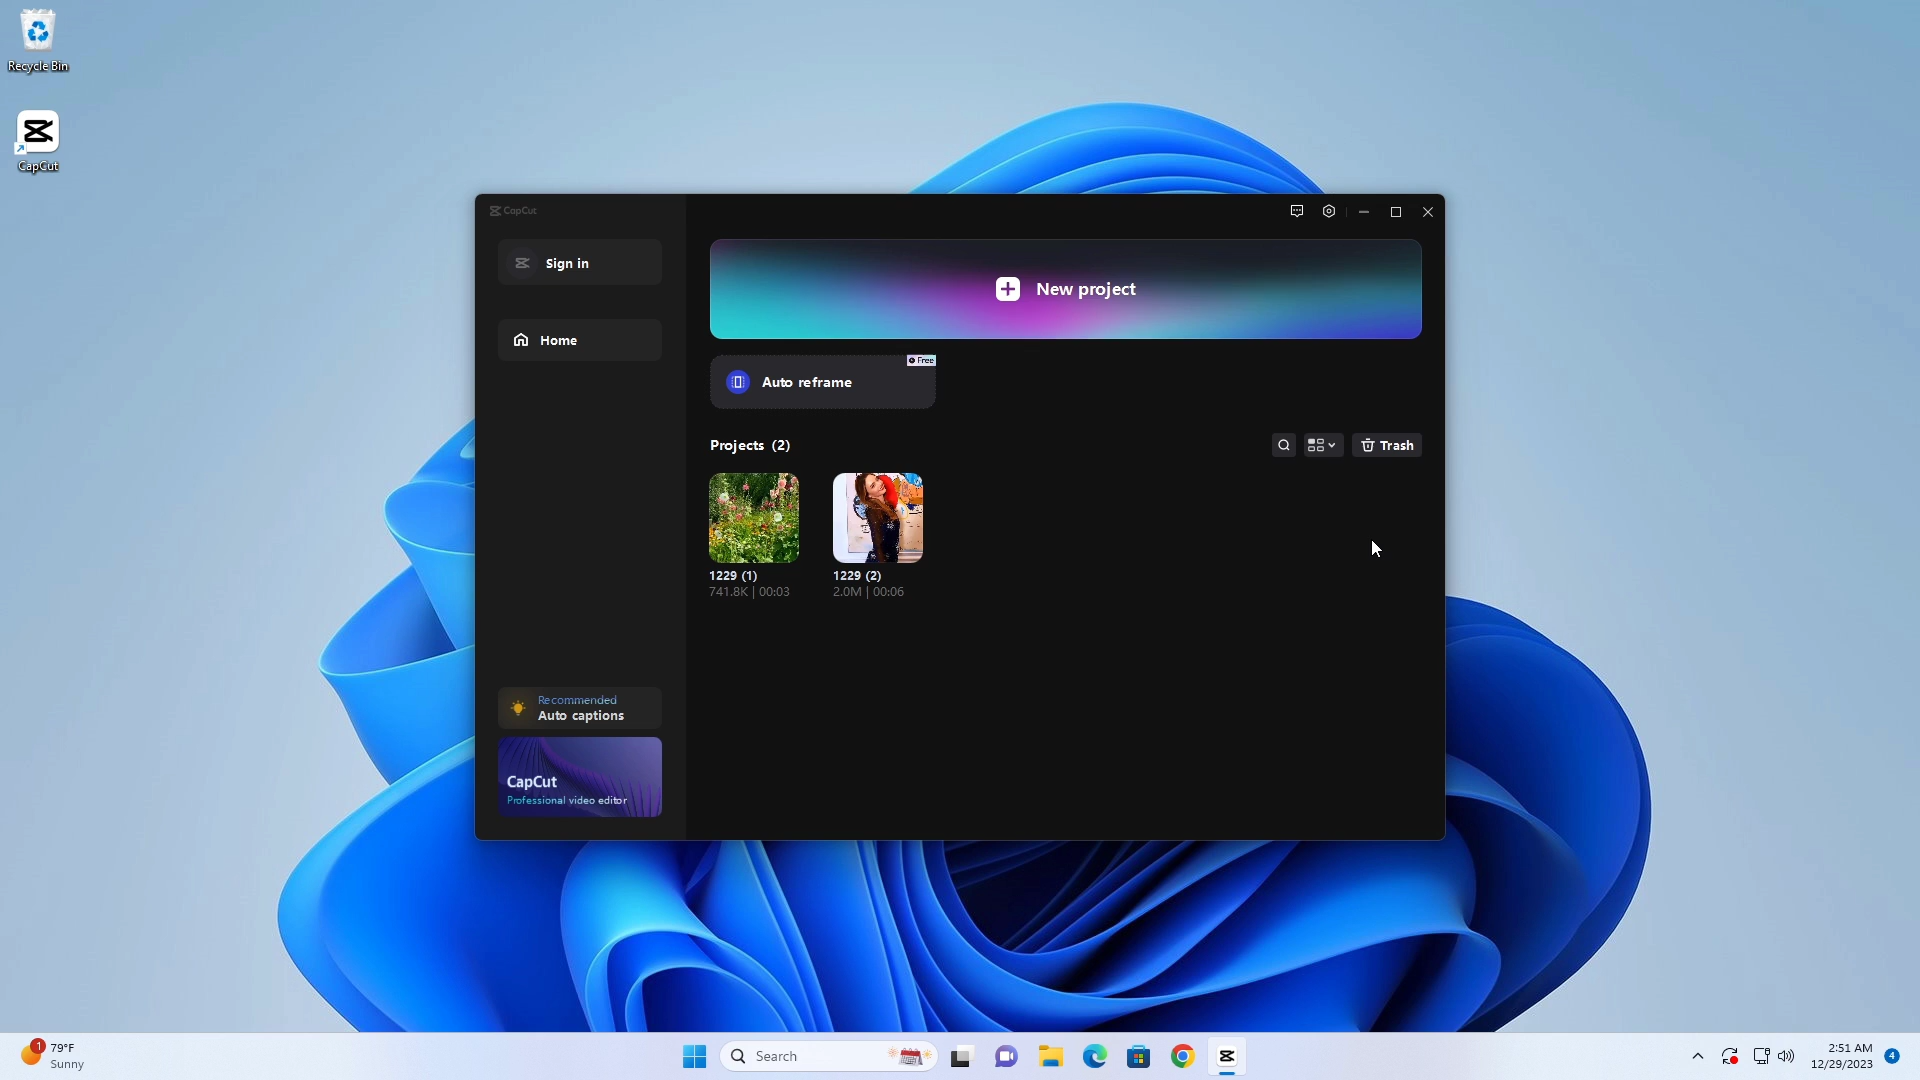 Recycle Bin
CapCut
CapCut
Sign in
New project
Home
Free
Auto reframe
Projects (2)
Trash
1229 (1)
741.8K | 00:03
1229 (2)
2.0M | 00:06
Recommended
Auto captions
CapCut
Professional video editor
1
79°F
Sunny
Search
2:51 AM
12/29/2023
4